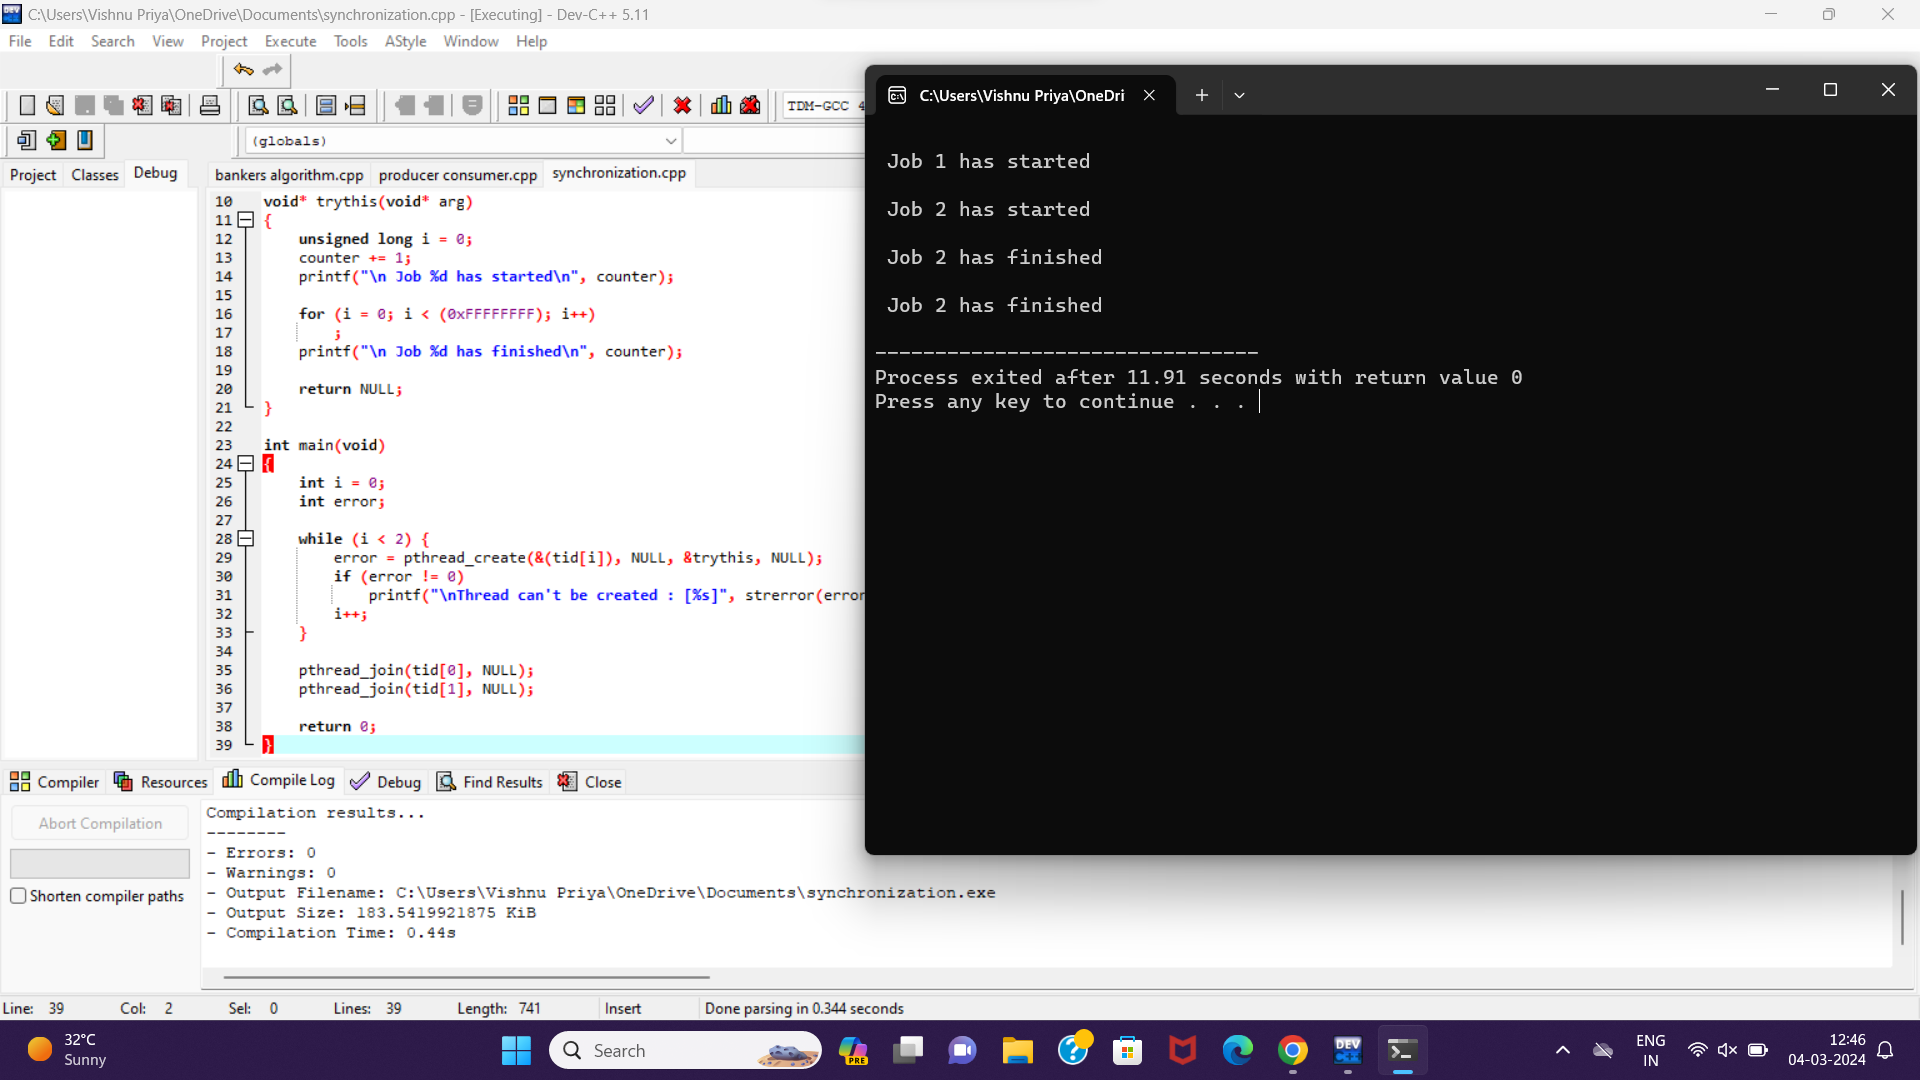 C:\Users\Vishnu Priya\OneDrive\Documents\synchronization.cpp - [Executing] - Dev-C++ 5.11
File Edit Search View Project Execute Tools AStyle Window Help
TDM-GCC 4
(globals)
Project Classes Debug
bankers algorithm.cpp producer consumer.cpp synchronization.cpp
10 void* trythis(void* arg)
11 {
12 unsigned long i = 0;
13 counter += 1;
14 printf("\n Job %d has started\n", counter);
15
16 for (i = 0; i < (0xFFFFFFFF); i++)
17 ;
18 printf("\n Job %d has finished\n", counter);
19
20 return NULL;
21 }
22
23 int main(void)
24 {
25 int i = 0;
26 int error;
27
28 while (i < 2) {
29 error = pthread_create(&(tid[i]), NULL, &trythis, NULL);
30 if (error != 0)
31 printf("\nThread can't be created : [%s]", strerror(error
32 i++;
33 }
34
35 pthread_join(tid[0], NULL);
36 pthread_join(tid[1], NULL);
37
38 return 0;
39 }
C:\Users\Vishnu Priya\OneDri
Job 1 has started
Job 2 has started
Job 2 has finished
Job 2 has finished
--------------------------------
Process exited after 11.91 seconds with return value 0
Press any key to continue . . .
Compiler Resources Compile Log Debug Find Results Close
Abort Compilation
Shorten compiler paths
Compilation results...
--------
- Errors: 0
- Warnings: 0
- Output Filename: C:\Users\Vishnu Priya\OneDrive\Documents\synchronization.exe
- Output Size: 183.5419921875 KiB
- Compilation Time: 0.44s
Line: 39 Col: 2 Sel: 0 Lines: 39 Length: 741 Insert Done parsing in 0.344 seconds
32°C
Sunny
Search
PRE
DEV
C++
ENG
IN
12:46
04-03-2024